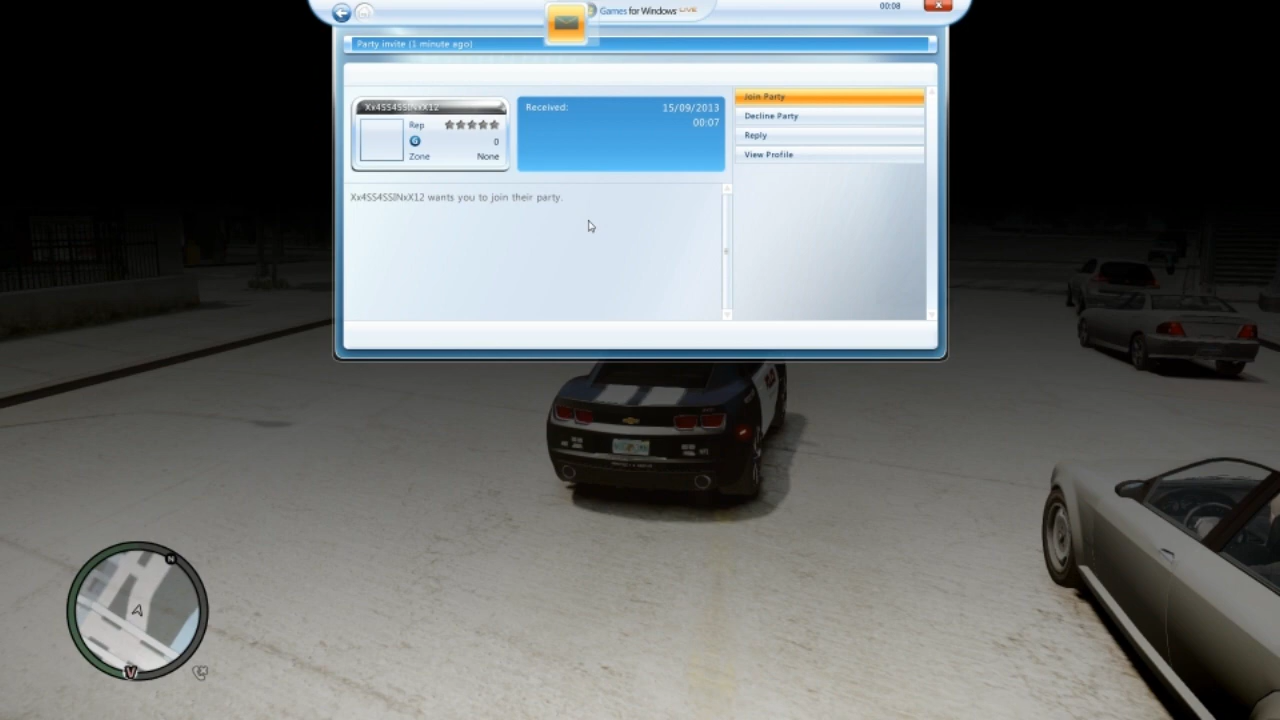 Games for Windows LIVE
00:08
X
Party invite (1 minute ago)
Xx4SS4SSINxX12
Rep
G 0
Zone None
Received: 15/09/2013
00:07
Join Party
Decline Party
Reply
View Profile
Xx4SS4SSINxX12 wants you to join their party.
N